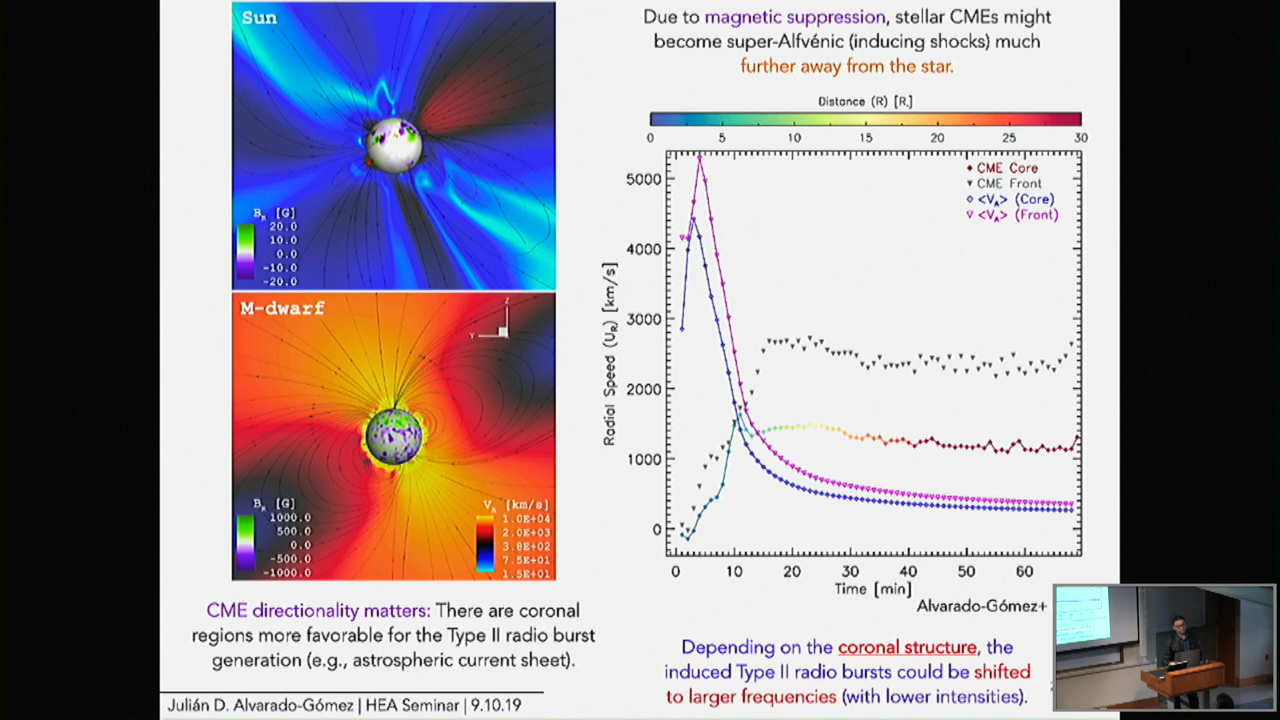 Sun
B_R [G]
20.0
10.0
0.0
-10.0
-20.0
M-dwarf
Z
Y
X
B_R [G]
1000.0
500.0
0.0
-500.0
-1000.0
V_A [km/s]
1.0E+04
2.0E+03
3.8E+02
7.5E+01
1.5E+01
CME directionality matters: There are coronal
regions more favorable for the Type II radio burst
generation (e.g., astrospheric current sheet).
Julián D. Alvarado-Gómez | HEA Seminar | 9.10.19
Due to magnetic suppression, stellar CMEs might
become super-Alfvénic (inducing shocks) much
further away from the star.
Distance (R) [R.]
0 5 10 15 20 25 30
CME Core
CME Front
<V_A> (Core)
<V_A> (Front)
Radial Speed (U_R) [km/s]
5000
4000
3000
2000
1000
0
0 10 20 30 40 50 60
Time [min]
Alvarado-Gómez+
Depending on the coronal structure, the
induced Type II radio bursts could be shifted
to larger frequencies (with lower intensities).